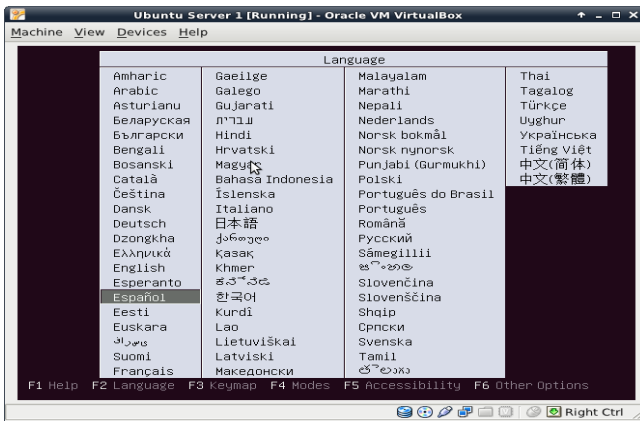 Ubuntu Server 1 [Running] - Oracle VM VirtualBox
Machine View Devices Help
Language
Amharic
Arabic
Asturianu
Беларуская
Български
Bengali
Bosanski
Català
Čeština
Dansk
Deutsch
Dzongkha
Ελληνικά
English
Esperanto
Español
Eesti
Euskara
فارسی
Suomi
Français
Gaeilge
Galego
Gujarati
עברית
Hindi
Hrvatski
Magyar
Bahasa Indonesia
Íslenska
Italiano
日本語
ქართული
Қазақ
Khmer
ಕನ್ನಡ
한국어
Kurdî
Lao
Lietuviškai
Latviski
Македонски
Malayalam
Marathi
Nepali
Nederlands
Norsk bokmål
Norsk nynorsk
Punjabi (Gurmukhi)
Polski
Português do Brasil
Português
Română
Русский
Sámegillii
සිංහල
Slovenčina
Slovenščina
Shqip
Српски
Svenska
Tamil
తెలుగు
Thai
Tagalog
Türkçe
Uyghur
Українська
Tiếng Việt
中文(简体)
中文(繁體)
F1 Help F2 Language F3 Keymap F4 Modes F5 Accessibility F6 Other Options
Right Ctrl